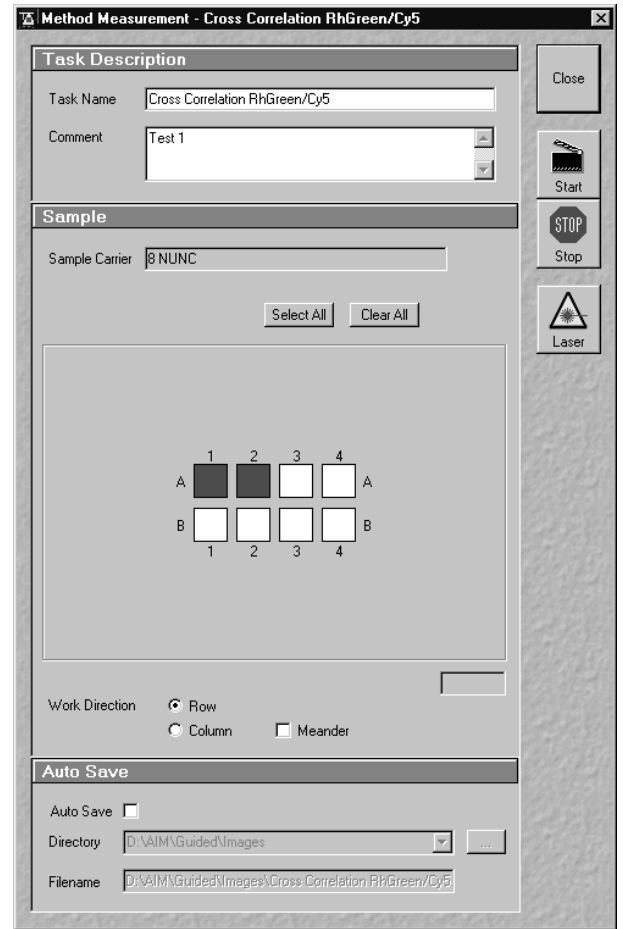 Method Measurement - Cross Correlation RhGreen/Cy5
Task Description
Close
Task Name Cross Correlation RhGreen/Cy5
Comment Test 1
Start
Sample
STOP
Stop
Sample Carrier 8 NUNC
Select All Clear All
Laser
1 2 3 4
A A
B B
1 2 3 4
Work Direction Row
Column Meander
Auto Save
Auto Save
Directory D:\AIM\Guided\Images ...
Filename D:\AIM\Guided\Images\Cross Correlation RhGreen/Cy5